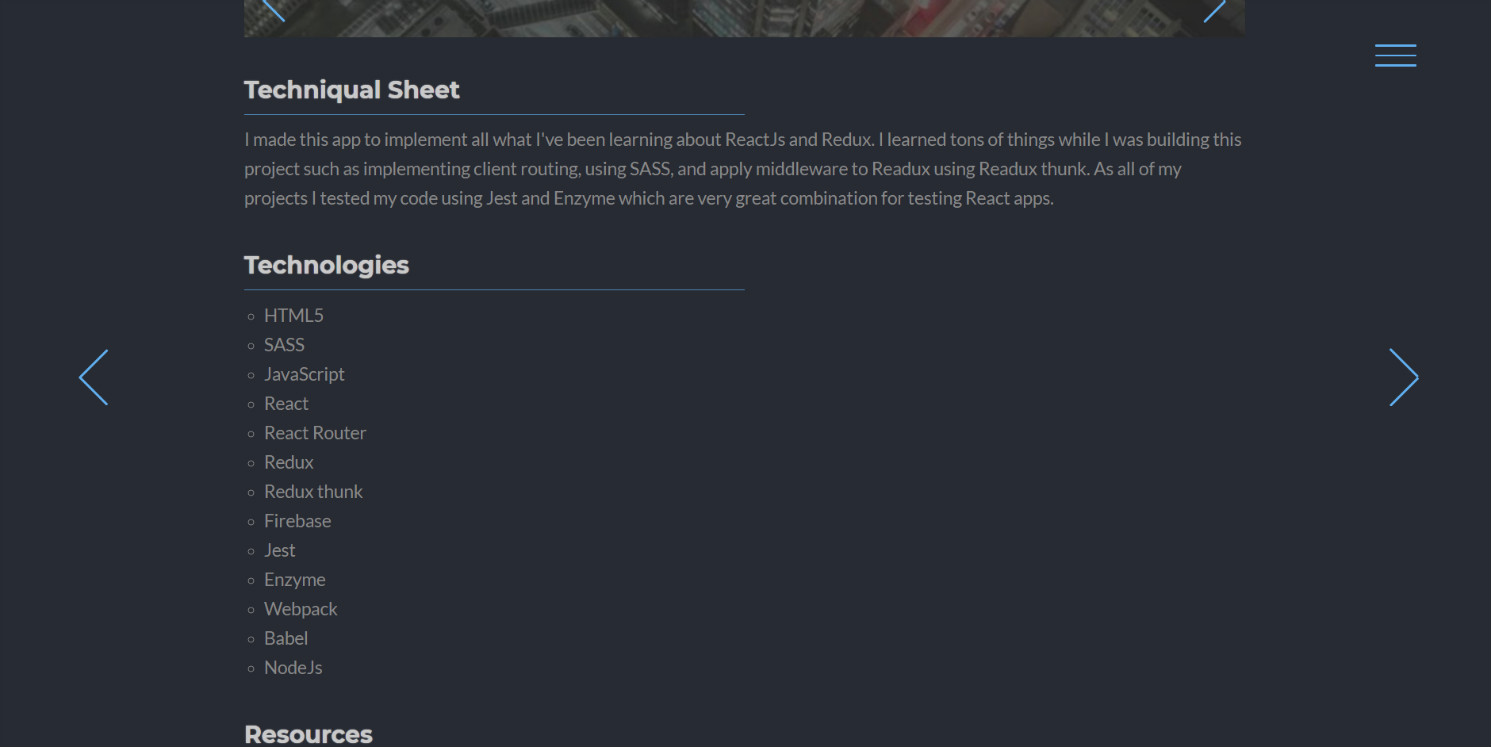 Techniqual Sheet
I made this app to implement all what I've been learning about ReactJs and Redux. I learned tons of things while I was building this
project such as implementing client routing, using SASS, and apply middleware to Readux using Readux thunk. As all of my
projects I tested my code using Jest and Enzyme which are very great combination for testing React apps.
Technologies
HTML5
SASS
JavaScript
React
React Router
Redux
Redux thunk
Firebase
Jest
Enzyme
Webpack
Babel
NodeJs
Resources